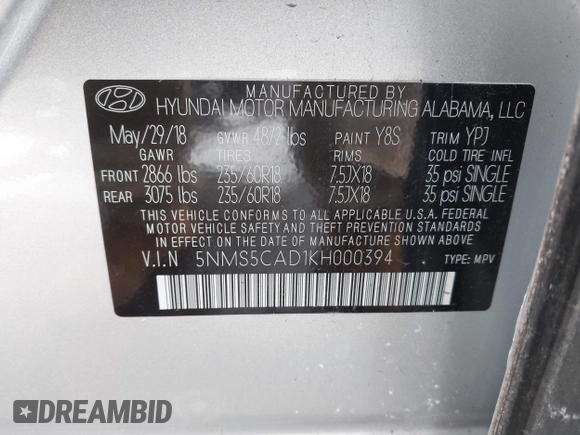 MANUFACTURED BY
HYUNDAI MOTOR MANUFACTURING ALABAMA, LLC
May/29/18 GVWR 4872 lbs PAINT Y8S TRIM YPJ
GAWR TIRES RIMS COLD TIRE INFL
FRONT 2866 lbs 235/60R18 7.5JX18 35 psi SINGLE
REAR 3075 lbs 235/60R18 7.5JX18 35 psi SINGLE
THIS VEHICLE CONFORMS TO ALL APPLICABLE U.S.A. FEDERAL
MOTOR VEHICLE SAFETY, BUMPER, AND THEFT PREVENTION STANDARDS
IN EFFECT ON THE DATE OF MANUFACTURE SHOWN ABOVE.
V.I.N 5NMS5CAD1KH000394 TYPE: MPV
DREAMBID